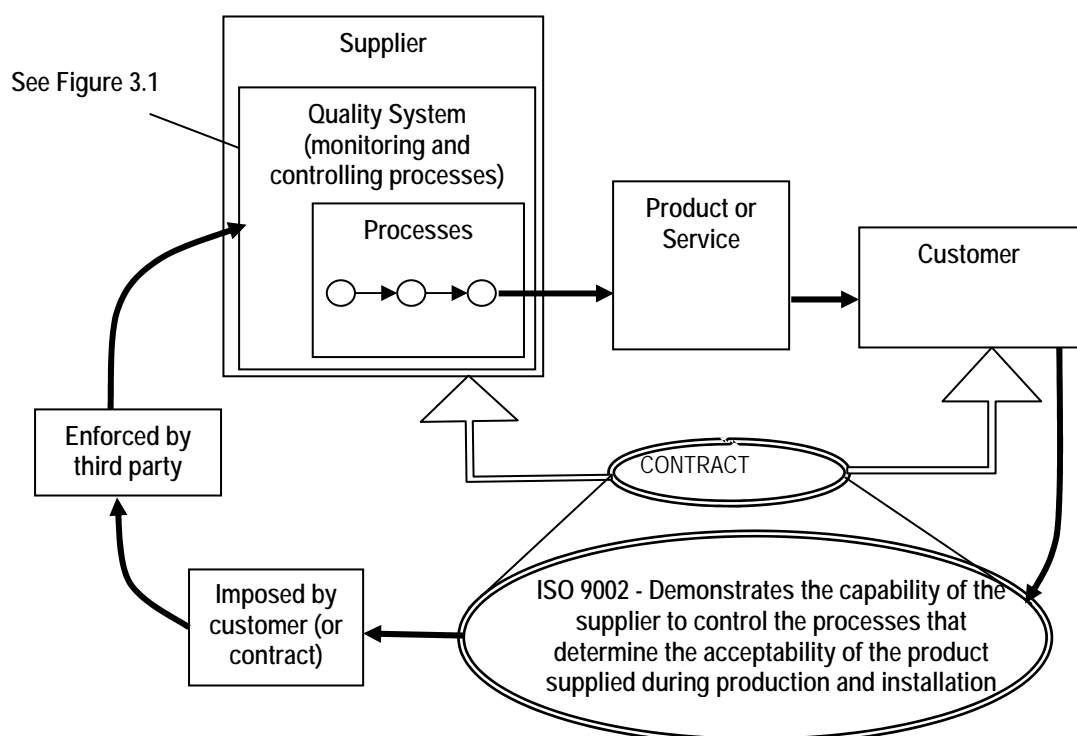 Supplier
See Figure 3.1
Quality System
(monitoring and
controlling processes)
Processes
Product or
Service
Customer
Enforced by
third party
CONTRACT
Imposed by
customer (or
contract)
ISO 9002 - Demonstrates the capability of the
supplier to control the processes that
determine the acceptability of the product
supplied during production and installation